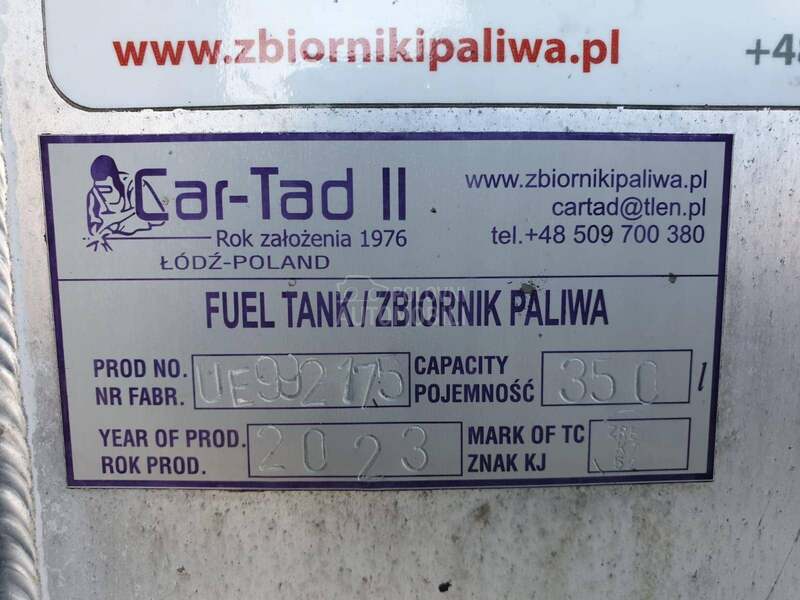 www.zbiornikipaliwa.pl +48
Car-Tad II
Rok założenia 1976
ŁÓDŹ-POLAND
www.zbiornikipaliwa.pl
cartad@tlen.pl
tel.+48 509 700 380
FUEL TANK/ZBIORNIK PALIWA
PROD NO.
NR FABR.
UE992175
CAPACITY
POJEMNOŚĆ
350 l
YEAR OF PROD.
ROK PROD.
2023
MARK OF TC
ZNAK KJ